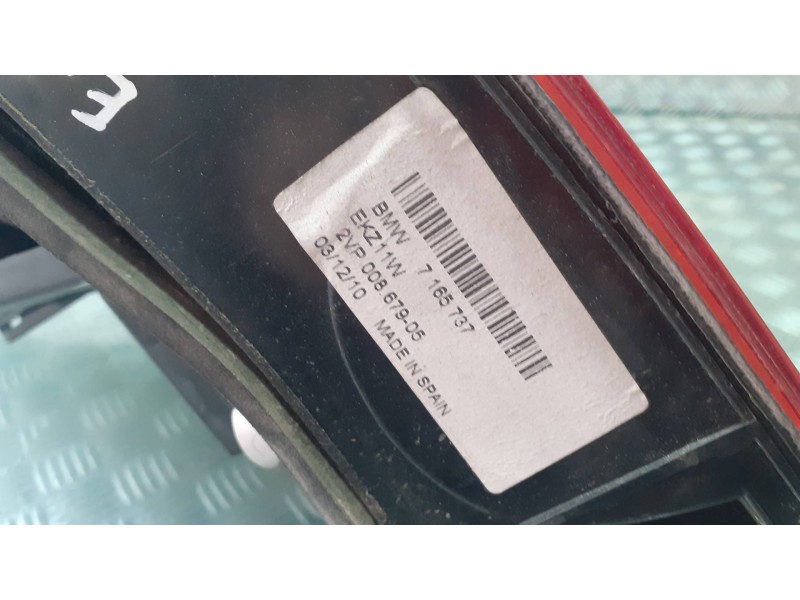 E
BMW 7 165 737
EKZ11W
2VP 008 679-05
03/12/10 MADE IN SPAIN